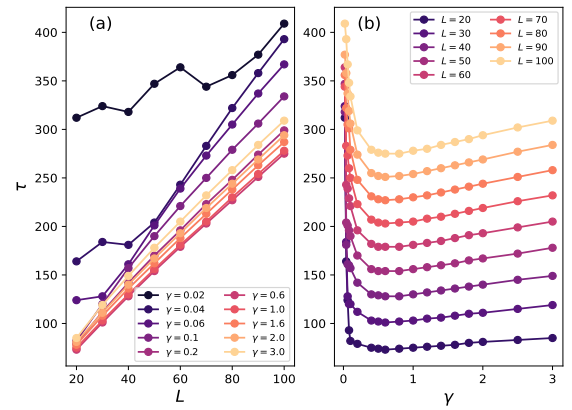 (a)
400
350
300
250
200
150
100
τ
20
40
60
80
100
L
γ = 0.02
γ = 0.04
γ = 0.06
γ = 0.1
γ = 0.2
γ = 0.6
γ = 1.0
γ = 1.6
γ = 2.0
γ = 3.0
(b)
400
350
300
250
200
150
100
0
1
2
3
γ
L = 20
L = 30
L = 40
L = 50
L = 60
L = 70
L = 80
L = 90
L = 100